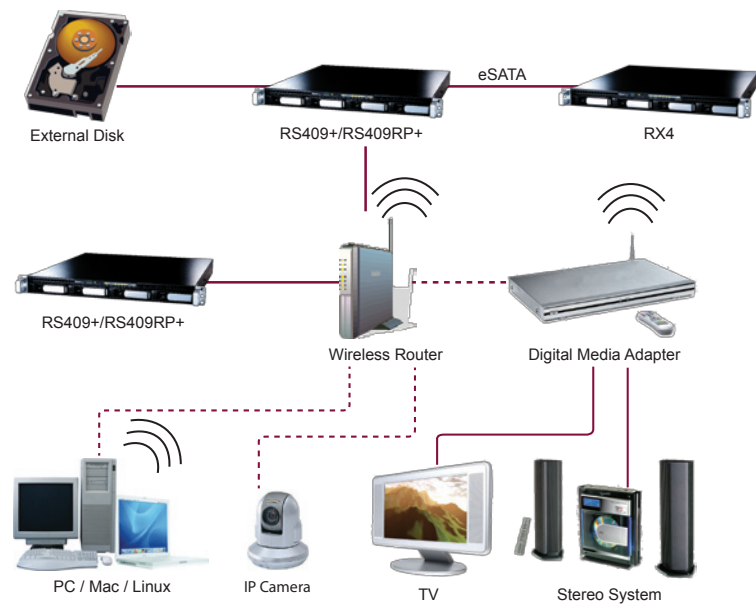 eSATA
External Disk
RS409+/RS409RP+
RX4
RS409+/RS409RP+
Wireless Router
Digital Media Adapter
PC / Mac / Linux
IP Camera
TV
Stereo System